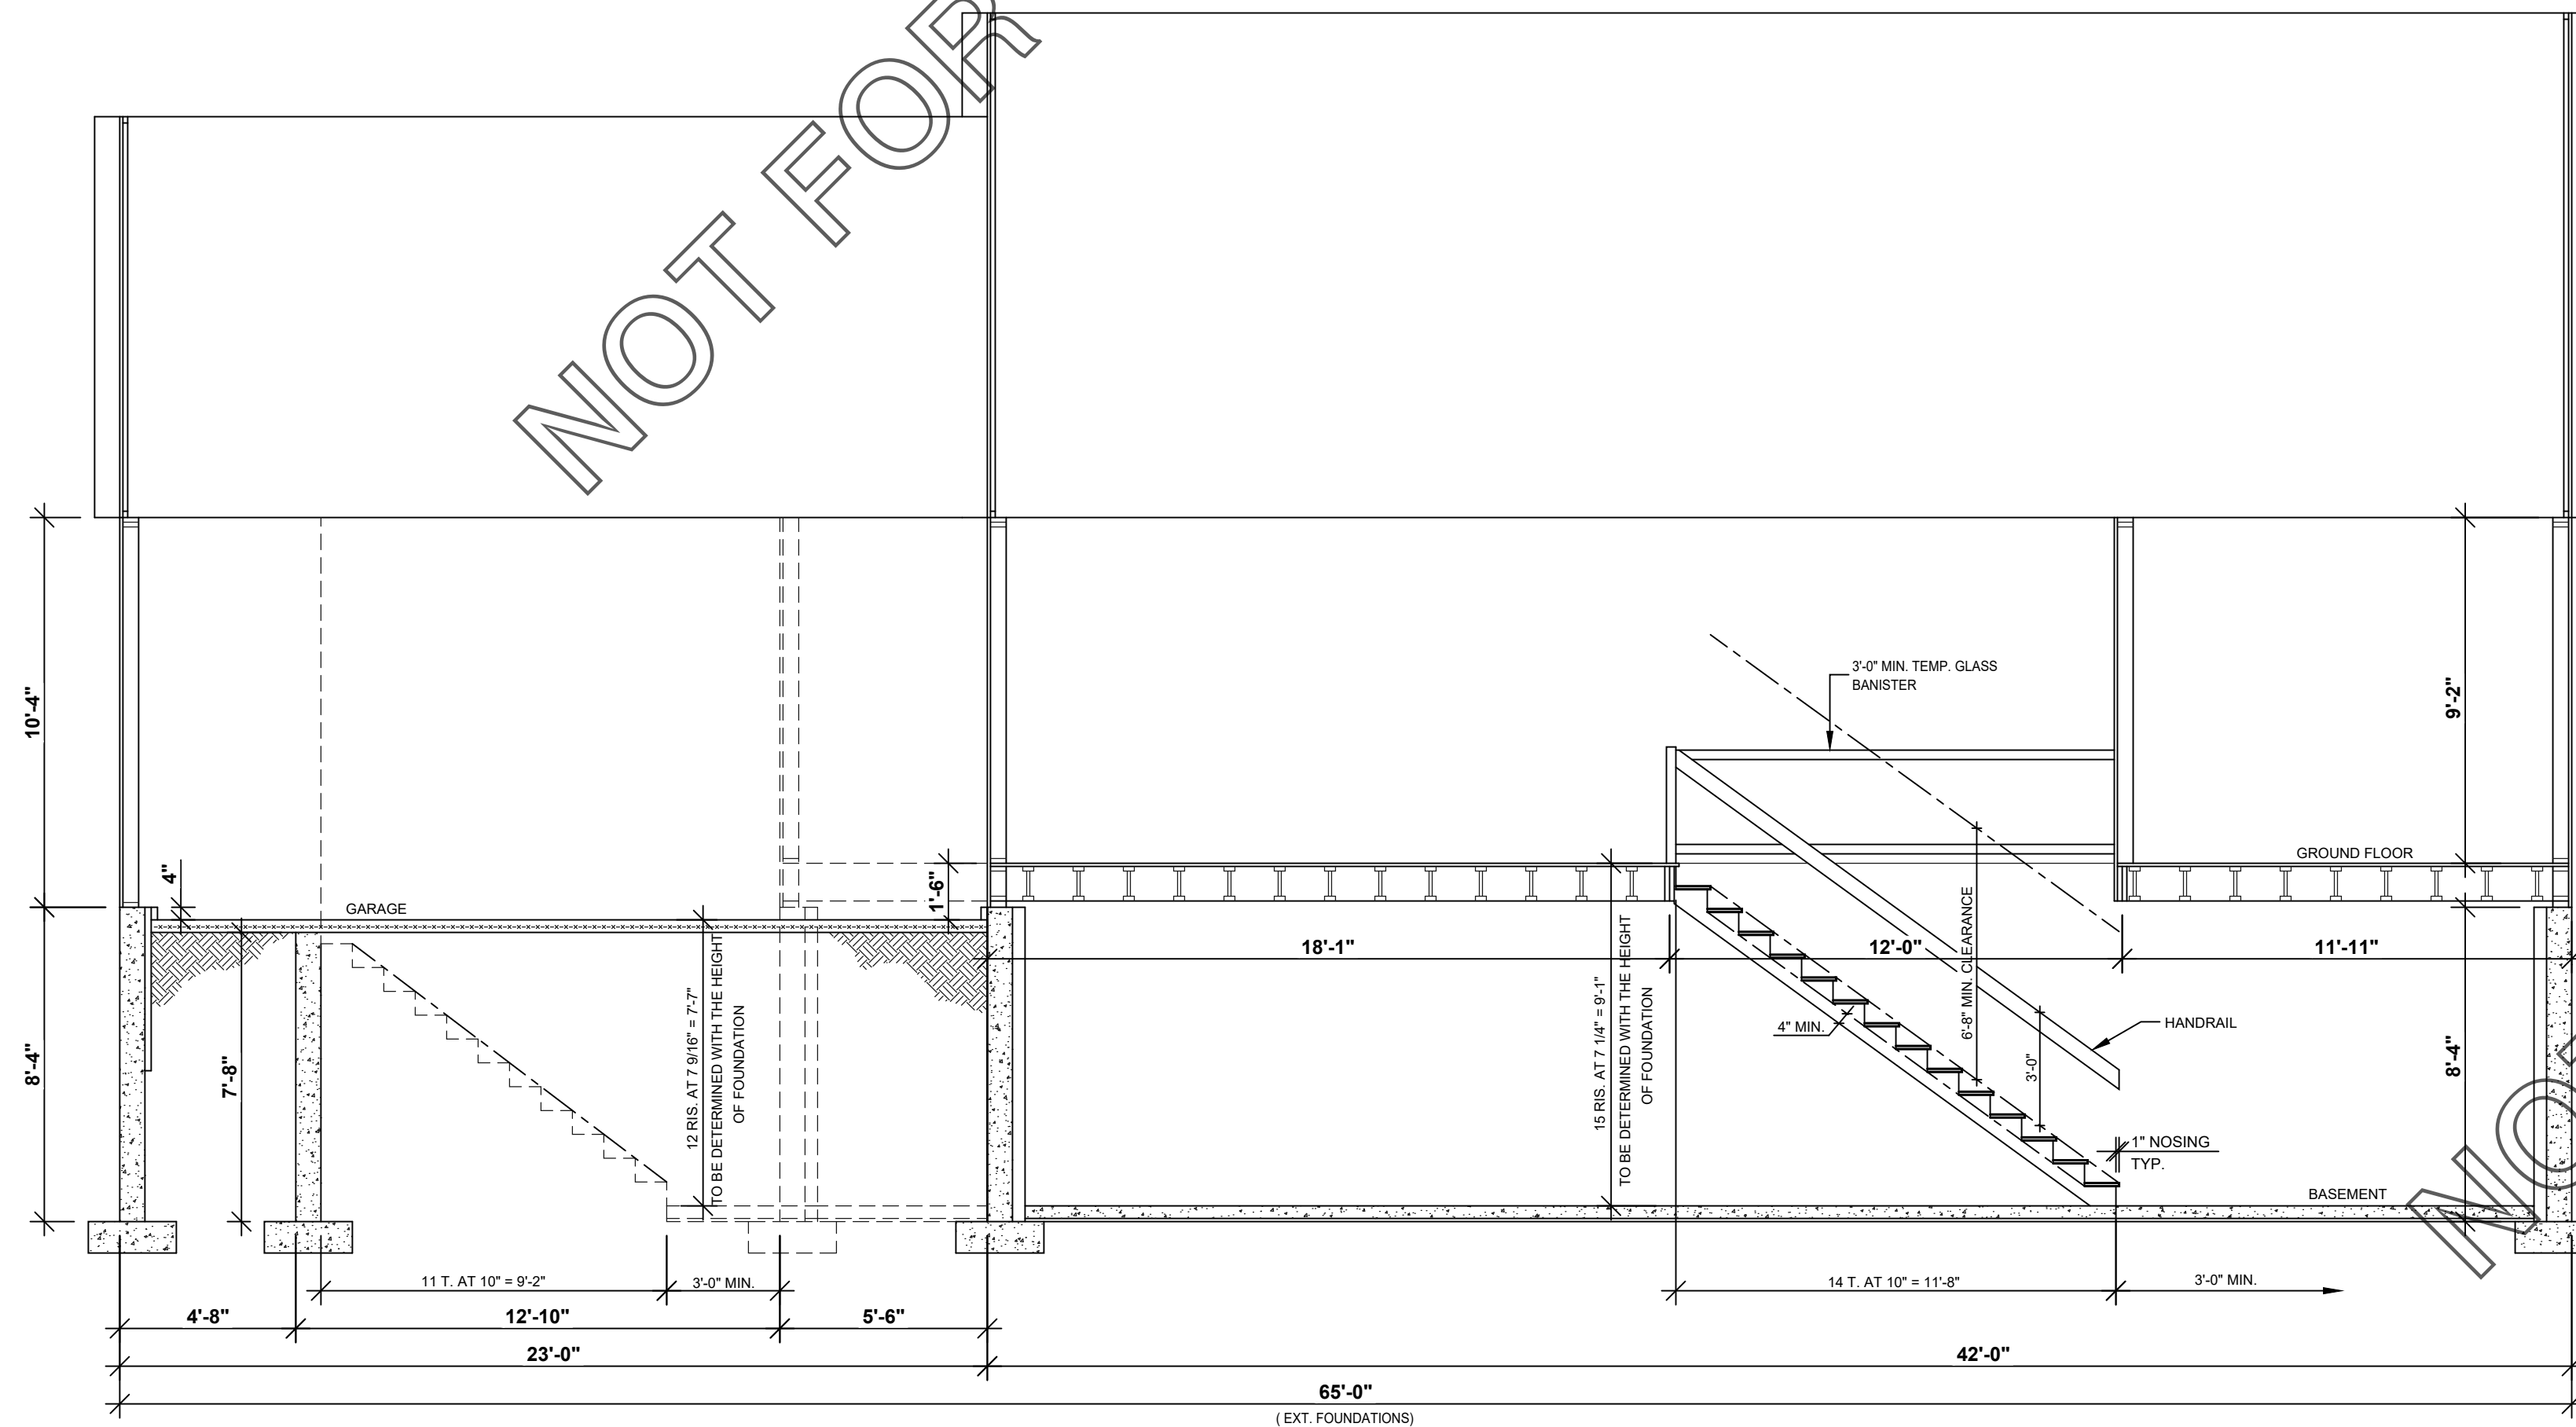 NOT FOR
3'-0" MIN. TEMP. GLASS
BANISTER
10'-4"
9'-2"
4"
1'-6"
GARAGE
GROUND FLOOR
18'-1"
12'-0"
11'-11"
8'-4"
7'-8"
12 RIS. AT 7 9/16" = 7'-7"
TO BE DETERMINED WITH THE HEIGHT
OF FOUNDATION
15 RIS. AT 7 1/4" = 9'-1"
TO BE DETERMINED WITH THE HEIGHT
OF FOUNDATION
4" MIN.
6'-8" MIN. CLEARANCE
3'-0"
HANDRAIL
8'-4"
1" NOSING
TYP.
BASEMENT
11 T. AT 10" = 9'-2"
3'-0" MIN.
14 T. AT 10" = 11'-8"
3'-0" MIN.
4'-8"
12'-10"
5'-6"
23'-0"
42'-0"
65'-0"
( EXT. FOUNDATIONS)